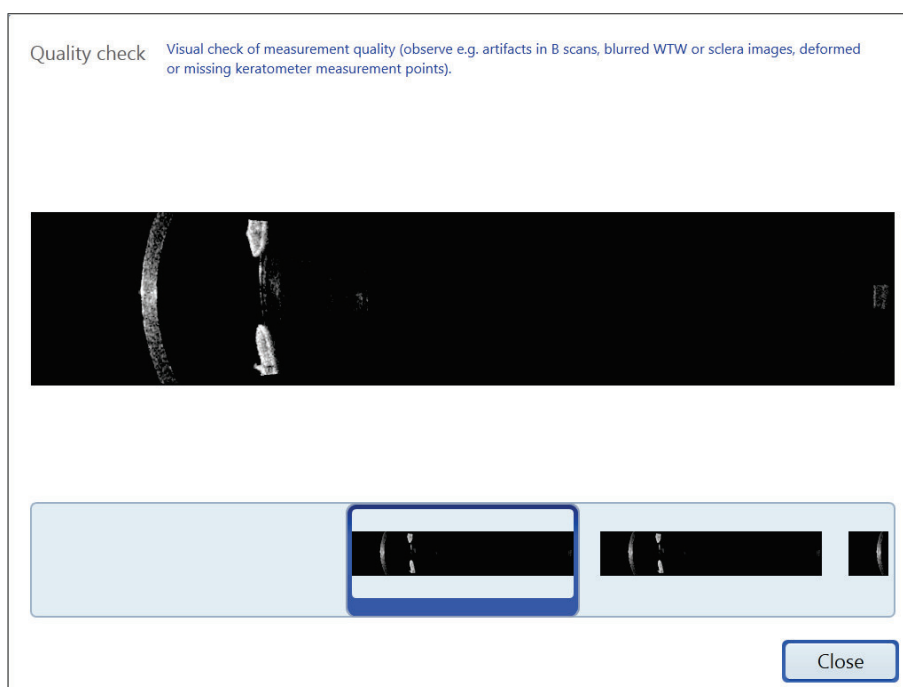 Quality check
Visual check of measurement quality (observe e.g. artifacts in B scans, blurred WTW or sclera images, deformed
or missing keratometer measurement points).
Close